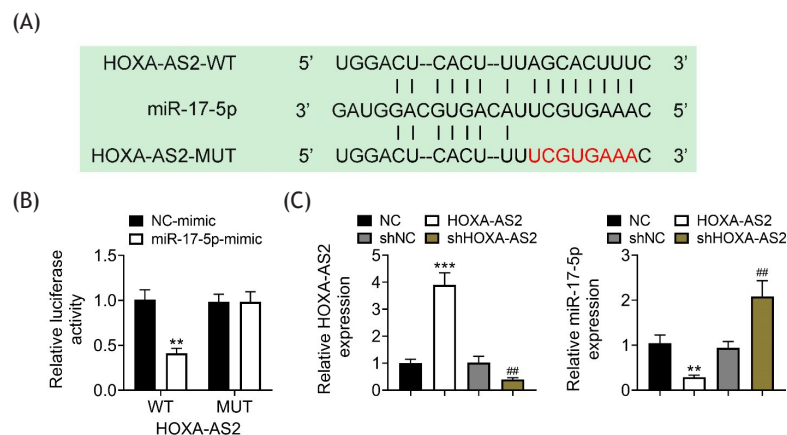 (A)
HOXA-AS2-WT 5’ UGGACU--CACU--UUAGCACUUUC 3’
miR-17-5p 3’ GAUGGACGUGACAUUCGUGAAAC 5’
HOXA-AS2-MUT 5’ UGGACU--CACU--UUUCGUGAAAC 3’
(B)
NC-mimic
miR-17-5p-mimic
Relative luciferase
activity
1.5
1.0
0.5
0.0
**
WT MUT
HOXA-AS2
(C)
NC HOXA-AS2
shNC shHOXA-AS2
Relative HOXA-AS2
expression
5
4
3
2
1
0
***
##
NC HOXA-AS2
shNC shHOXA-AS2
Relative miR-17-5p
expression
3
2
1
0
**
##